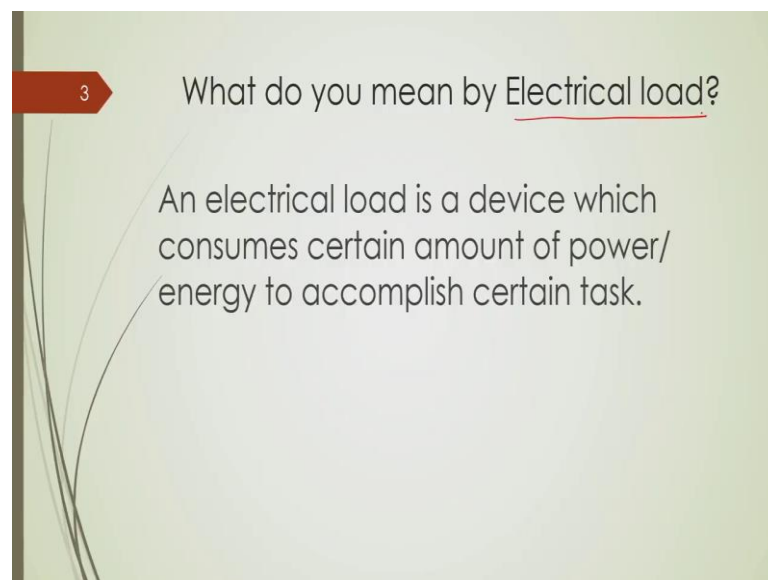 3
What do you mean by Electrical load?
An electrical load is a device which
consumes certain amount of power/
energy to accomplish certain task.